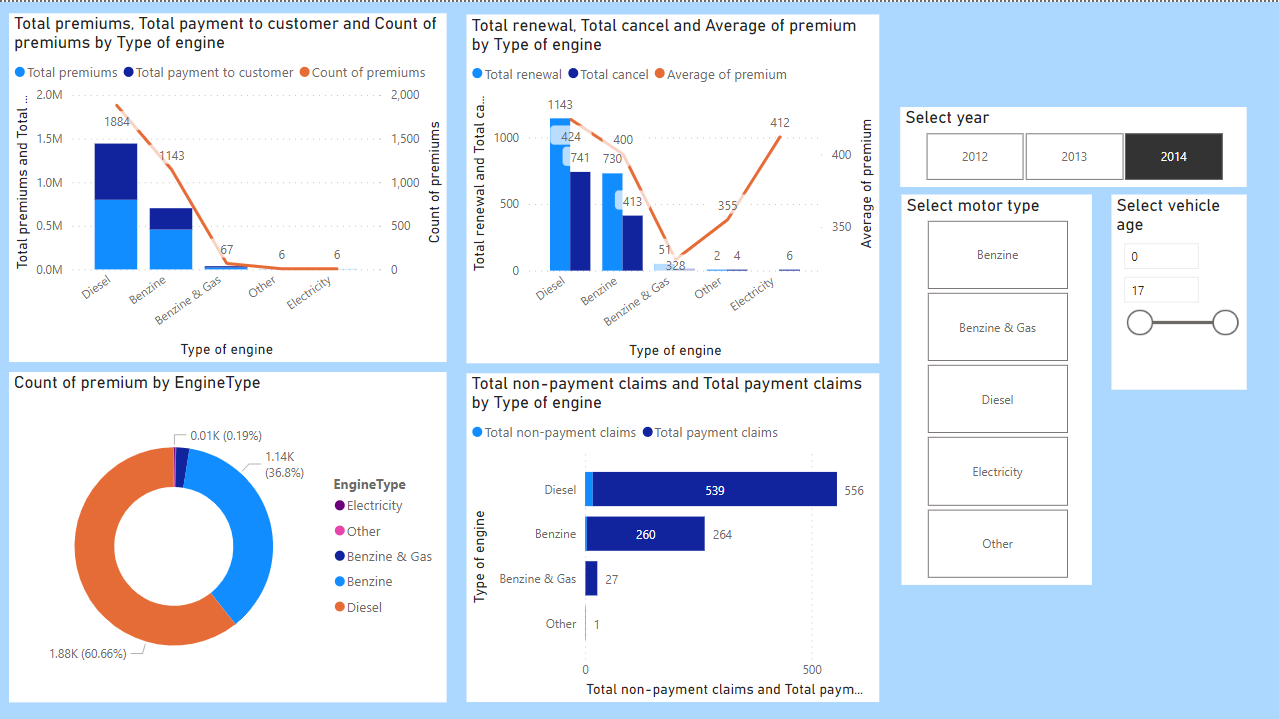 Total premiums, Total payment to customer and Count of
premiums by Type of engine
Total premiums Total payment to customer Count of premiums
Total premiums and Total ...
2.0M
1.5M
1.0M
0.5M
0.0M
1884
1143
67
6
6
2,000
1,500
1,000
500
0
Count of premiums
Diesel
Benzine
Benzine & Gas
Other
Electricity
Type of engine
Total renewal, Total cancel and Average of premium
by Type of engine
Total renewal Total cancel Average of premium
Total renewal and Total ca...
1000
500
0
1143
424
741
730
400
413
51
328
2
355
4
412
6
400
350
Average of premium
Diesel
Benzine
Benzine & Gas
Other
Electricity
Type of engine
Select year
2012
2013
2014
Select motor type
Benzine
Benzine & Gas
Diesel
Electricity
Other
Select vehicle
age
0
17
Count of premium by EngineType
0.01K (0.19%)
1.14K
(36.8%)
1.88K (60.66%)
EngineType
Electricity
Other
Benzine & Gas
Benzine
Diesel
Total non-payment claims and Total payment claims
by Type of engine
Total non-payment claims Total payment claims
Type of engine
Diesel 539 556
Benzine 260 264
Benzine & Gas 27
Other 1
0 500
Total non-payment claims and Total paym...